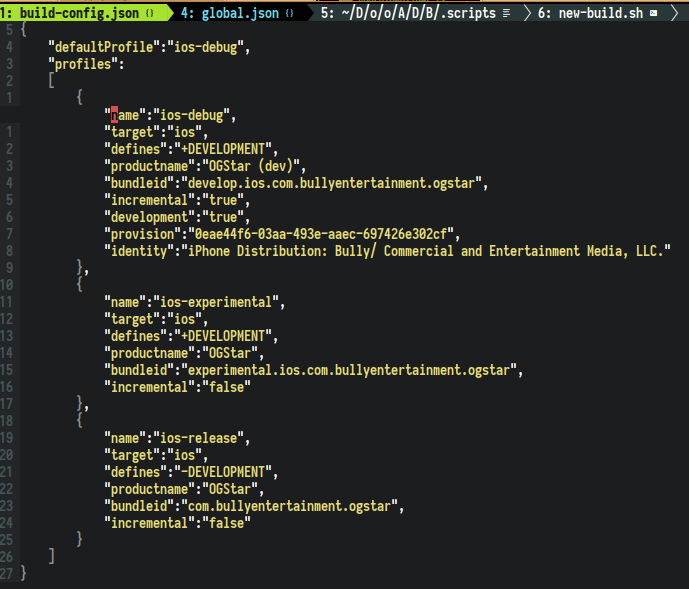 1: build-config.json {} 4: global.json {} 5: ~/D/o/o/A/D/B/.scripts 6: new-build.sh
5 {
4 "defaultProfile":"ios-debug",
3 "profiles":
2 [
1 {
"name":"ios-debug",
1 "target":"ios",
2 "defines":"+DEVELOPMENT",
3 "productname":"OGStar (dev)",
4 "bundleid":"develop.ios.com.bullyentertainment.ogstar",
5 "incremental":"true",
6 "development":"true",
7 "provision":"0eae44f6-03aa-493e-aaec-697426e302cf",
8 "identity":"iPhone Distribution: Bully/ Commercial and Entertainment Media, LLC."
9 },
10 {
11 "name":"ios-experimental",
12 "target":"ios",
13 "defines":"+DEVELOPMENT",
14 "productname":"OGStar",
15 "bundleid":"experimental.ios.com.bullyentertainment.ogstar",
16 "incremental":"false"
17 },
18 {
19 "name":"ios-release",
20 "target":"ios",
21 "defines":"-DEVELOPMENT",
22 "productname":"OGStar",
23 "bundleid":"com.bullyentertainment.ogstar",
24 "incremental":"false"
25 }
26 ]
27 }